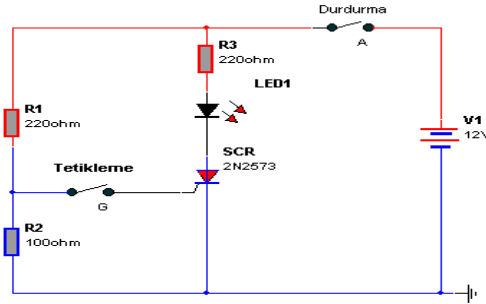 Durdurma
A
R3
220ohm
LED1
R1
220ohm
V1
12V
SCR
2N2573
Tetikleme
G
R2
100ohm